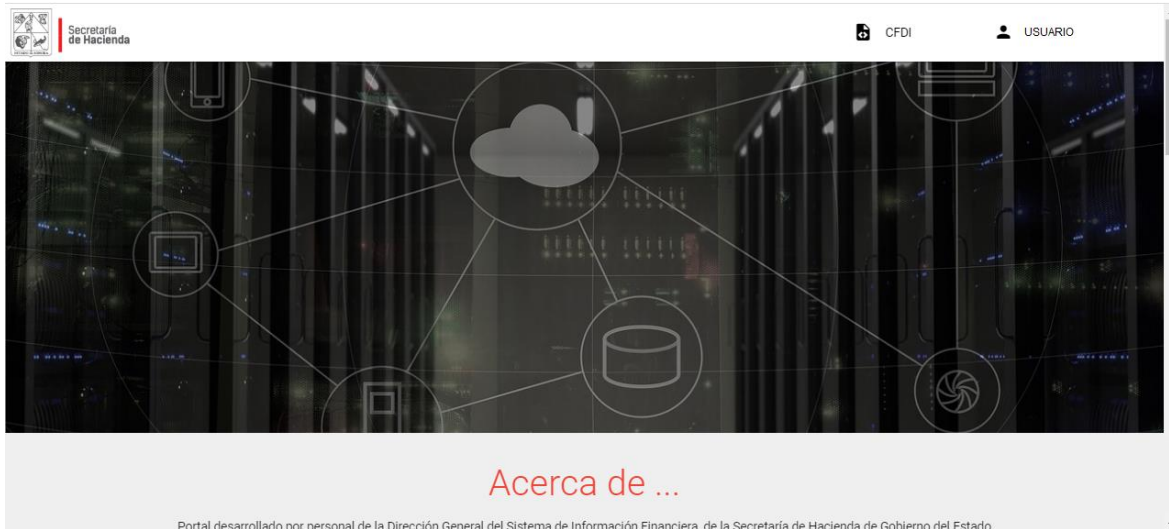 Secretaría
de Hacienda
CFDI
USUARIO
Acerca de ...
Portal desarrollado por personal de la Dirección General del Sistema de Información Financiera, de la Secretaría de Hacienda de Gobierno del Estado